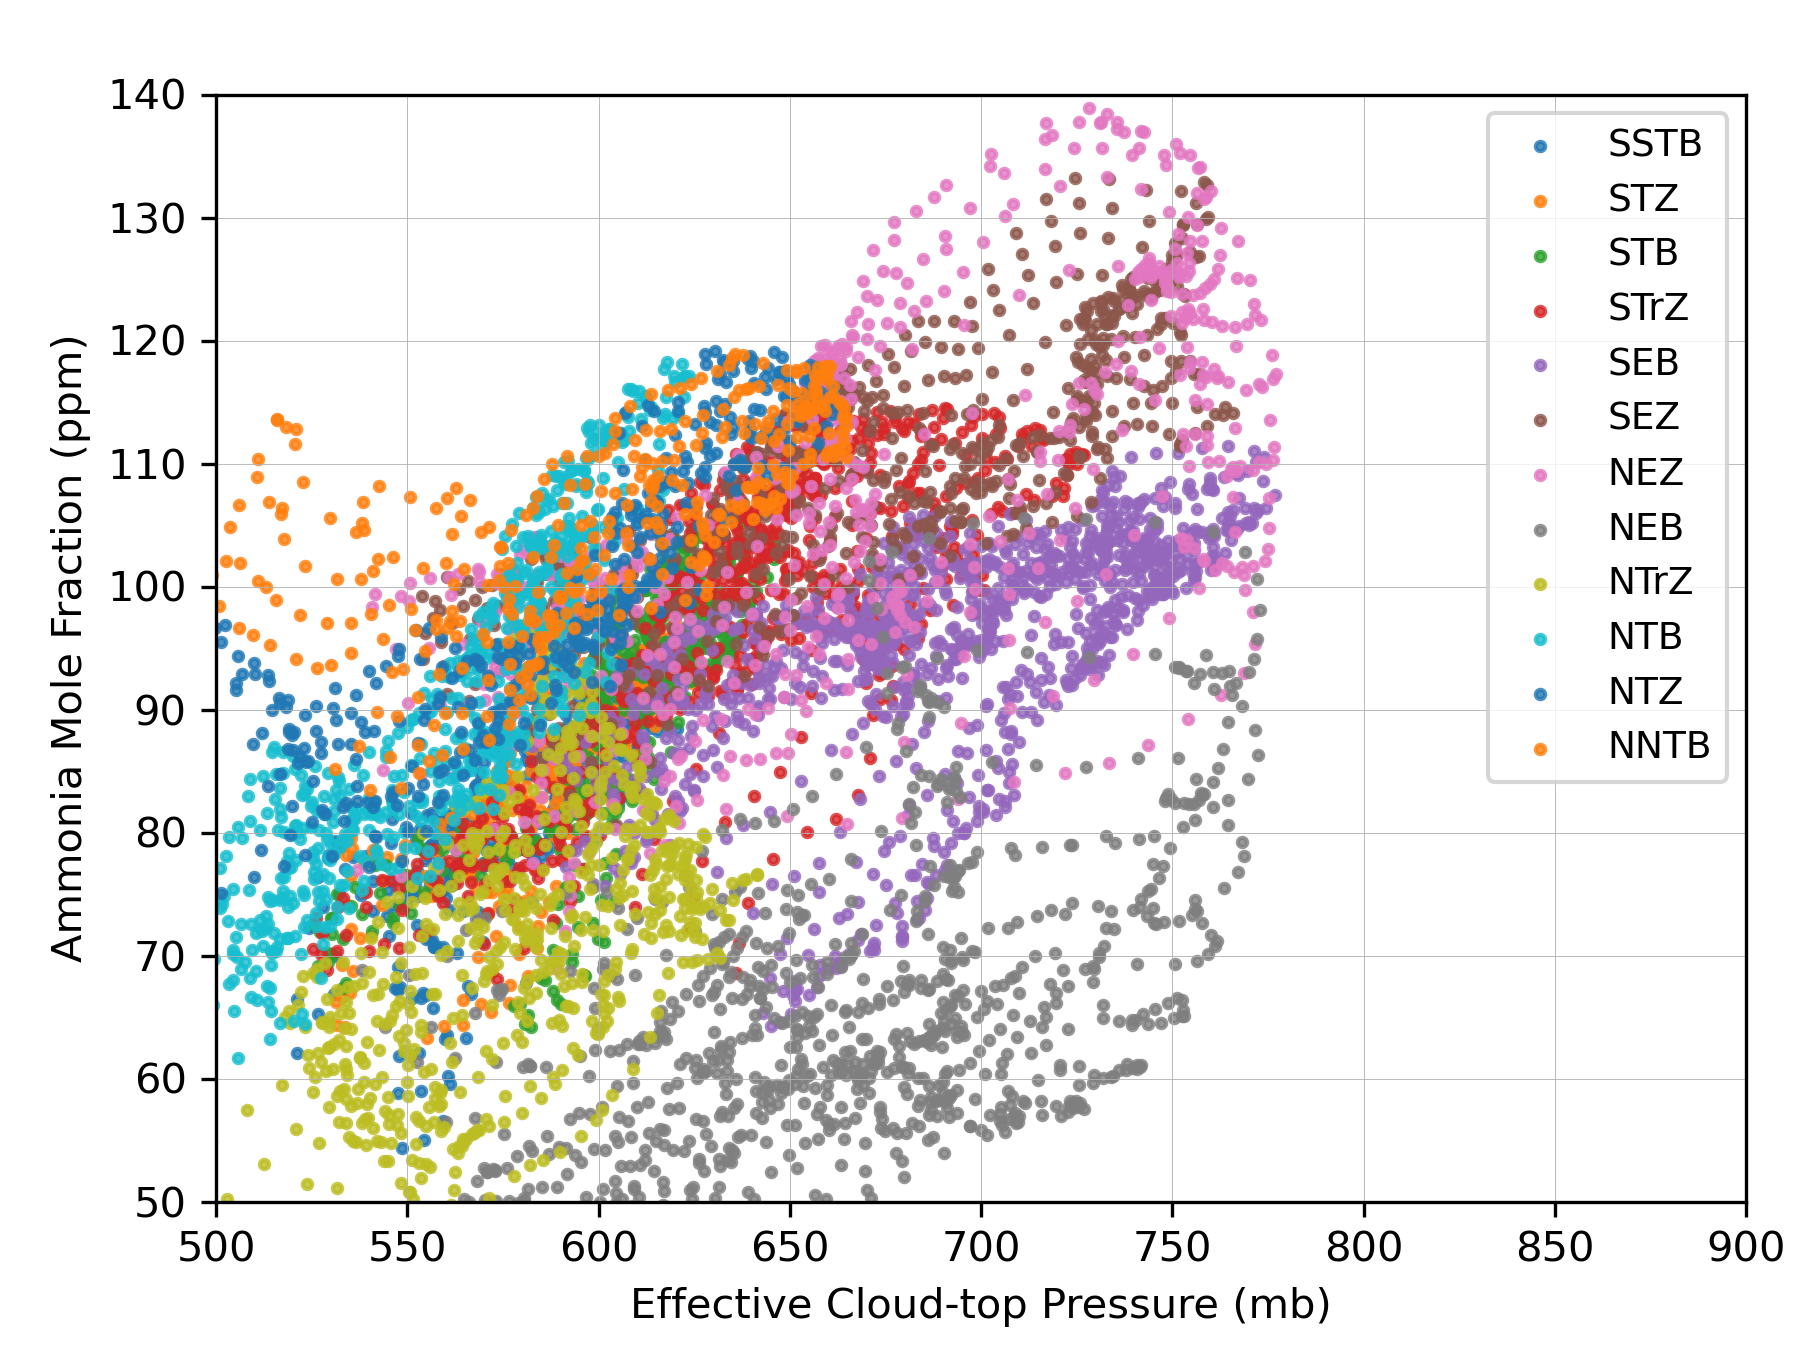 140
130
120
110
100
90
80
70
60
50
500 550 600 650 700 750 800 850 900
Effective Cloud-top Pressure (mb)
Ammonia Mole Fraction (ppm)
SSTB
STZ
STB
STrZ
SEB
SEZ
NEZ
NEB
NTrZ
NTB
NTZ
NNTB